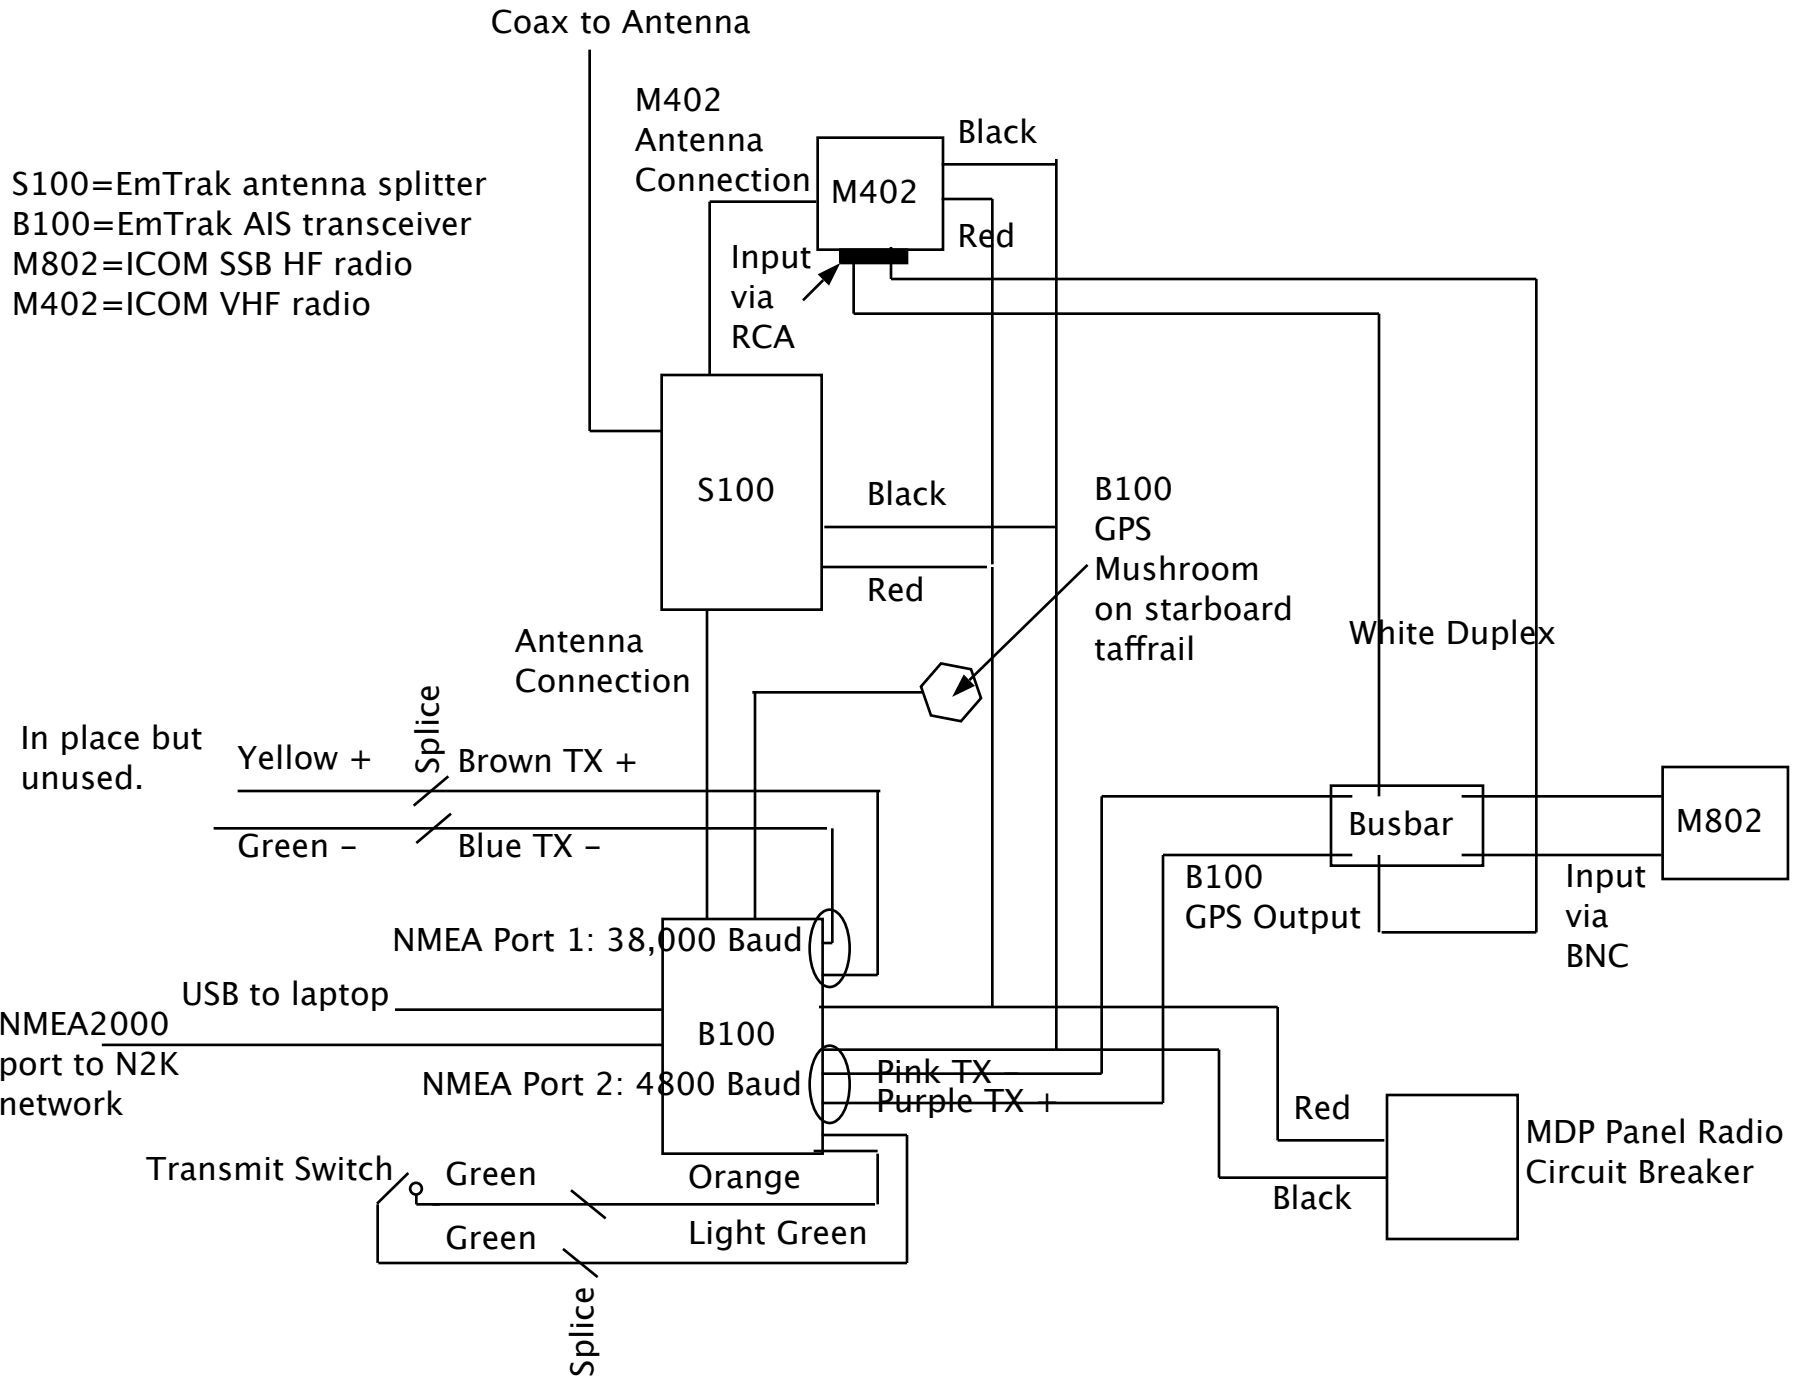 Coax to Antenna
M402
Antenna
Connection
Black
M402
Red
S100=EmTrak antenna splitter
B100=EmTrak AIS transceiver
M802=ICOM SSB HF radio
M402=ICOM VHF radio
Input
via
RCA
S100
Black
Red
B100
GPS
Mushroom
on starboard
taffrail
White Duplex
Antenna
Connection
In place but
unused.
Yellow +
Splice
Brown TX +
Green –
Blue TX –
Busbar
M802
B100
GPS Output
Input
via
BNC
NMEA Port 1: 38,000 Baud
USB to laptop
NMEA2000
port to N2K
network
B100
NMEA Port 2: 4800 Baud
Pink TX –
Purple TX +
Red
MDP Panel Radio
Circuit Breaker
Black
Transmit Switch
Green
Orange
Green
Light Green
Splice